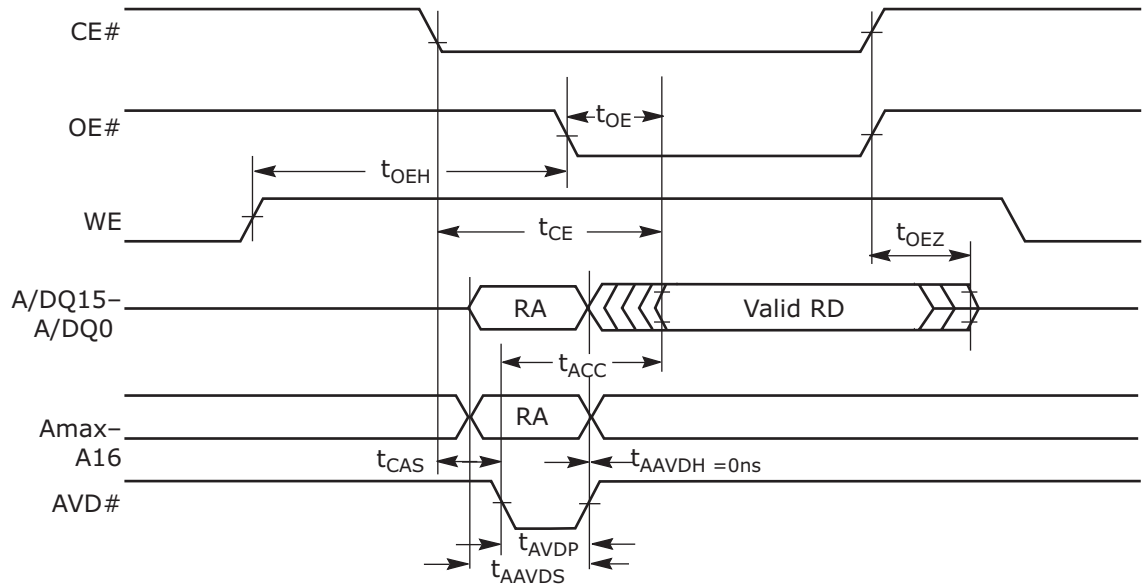 CE#
OE#
tOE
tOEH
WE
tCE
tOEZ
A/DQ15–
A/DQ0
RA
Valid RD
tACC
Amax–
A16
RA
tCAS
tAAVDH =0ns
AVD#
tAVDP
tAAVDS